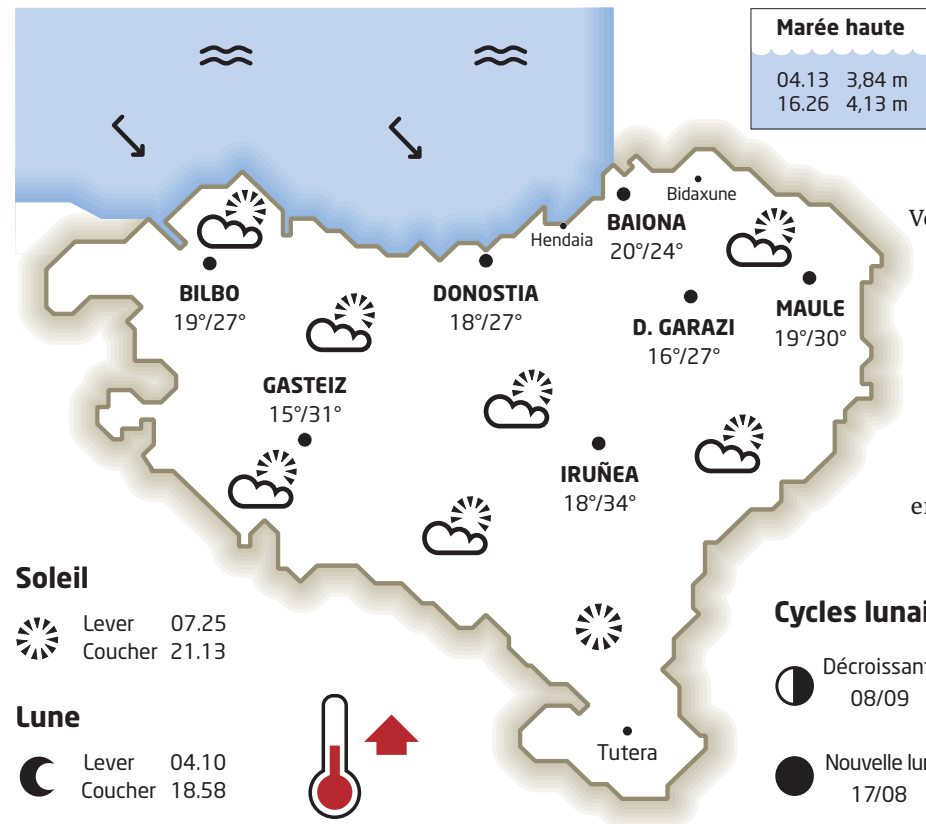 Marée haute
04.13 3,84 m
16.26 4,13 m
Bidaxune
BAIONA
20°/24°
Hendaia
BILBO
19°/27°
DONOSTIA
18°/27°
D. GARAZI
16°/27°
MAULE
19°/30°
GASTEIZ
15°/31°
IRUÑEA
18°/34°
Soleil
Lever 07.25
Coucher 21.13
Lune
Lever 04.10
Coucher 18.58
Tutera
Cycles lunai
Décroissant
08/09
Nouvelle lun
17/08